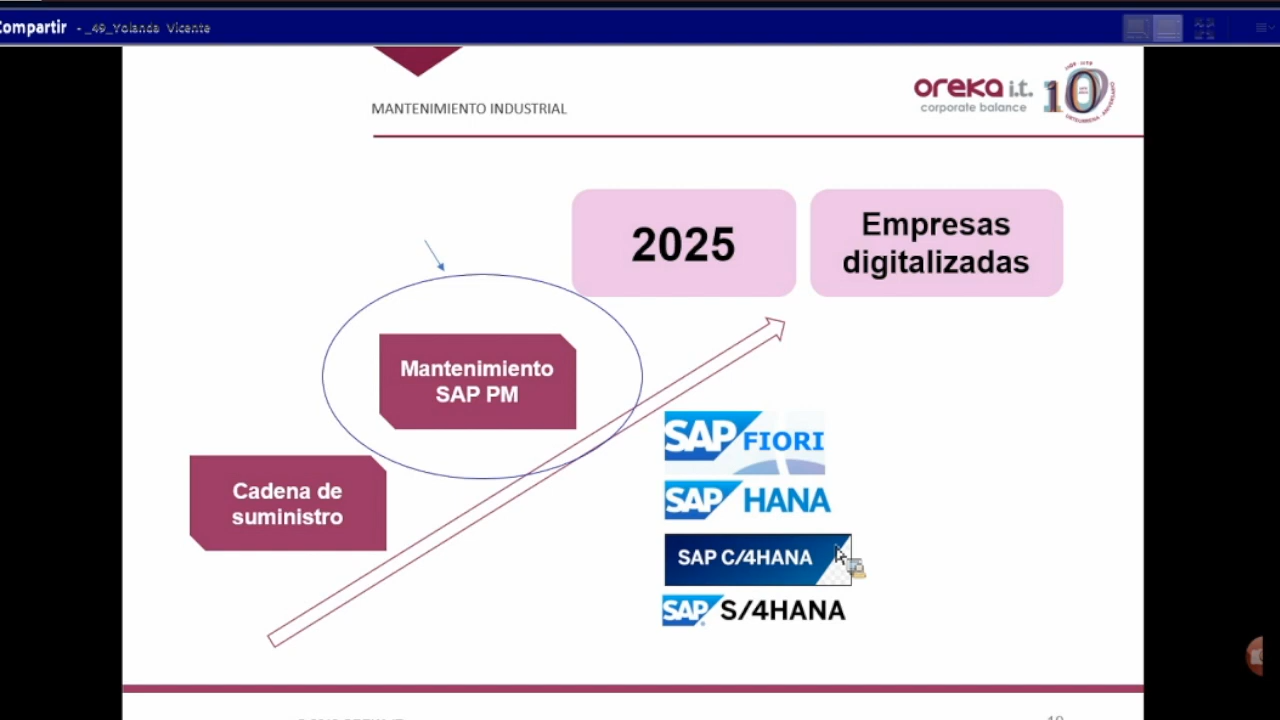 Compartir - _49_Yolanda Vicente
MANTENIMIENTO INDUSTRIAL
oreka i.t.
corporate balance
10
2025
Empresas
digitalizadas
Mantenimiento
SAP PM
Cadena de
suministro
SAP FIORI
SAP HANA
SAP C/4HANA
SAP S/4HANA